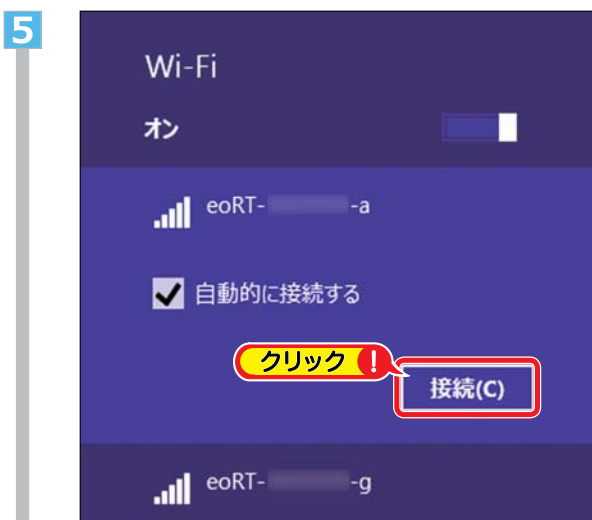 5
Wi-Fi
オン
eoRT- -a
自動的に接続する
クリック !
接続(C)
eoRT- -g